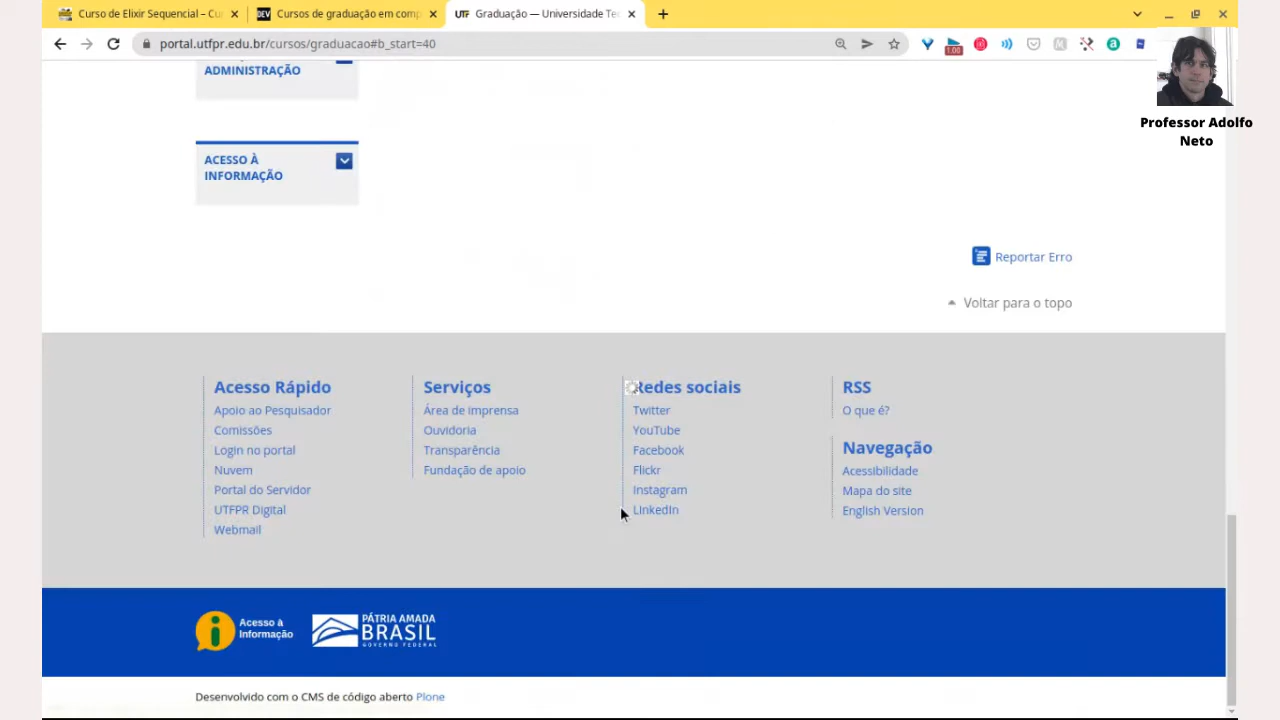 Curso de Elixir Sequencial – Cu
Cursos de graduação em comp
UTF Graduação — Universidade Tec
portal.utfpr.edu.br/cursos/graduacao#b_start=40
1.00
Professor Adolfo
Neto
ADMINISTRAÇÃO
ACESSO À
INFORMAÇÃO
Reportar Erro
Voltar para o topo
Acesso Rápido
Apoio ao Pesquisador
Comissões
Login no portal
Nuvem
Portal do Servidor
UTFPR Digital
Webmail
Serviços
Área de imprensa
Ouvidoria
Transparência
Fundação de apoio
Redes sociais
Twitter
YouTube
Facebook
Flickr
Instagram
LinkedIn
RSS
O que é?
Navegação
Acessibilidade
Mapa do site
English Version
Acesso à
Informação
PÁTRIA AMADA
BRASIL
GOVERNO FEDERAL
Desenvolvido com o CMS de código aberto Plone